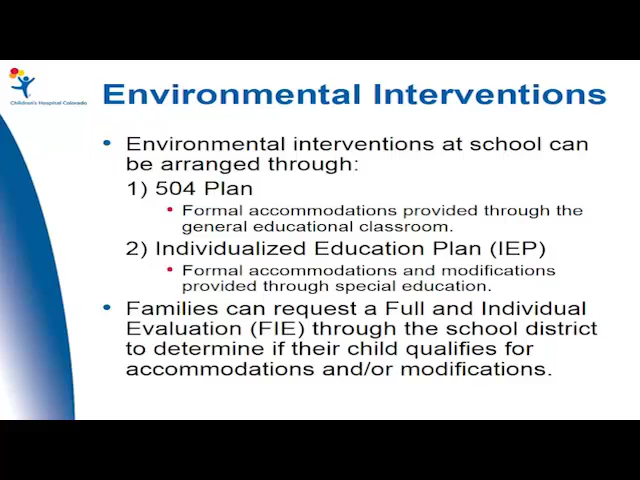 Children's Hospital Colorado
Environmental Interventions
• Environmental interventions at school can
be arranged through:
1) 504 Plan
• Formal accommodations provided through the
general educational classroom.
2) Individualized Education Plan (IEP)
• Formal accommodations and modifications
provided through special education.
• Families can request a Full and Individual
Evaluation (FIE) through the school district
to determine if their child qualifies for
accommodations and/or modifications.